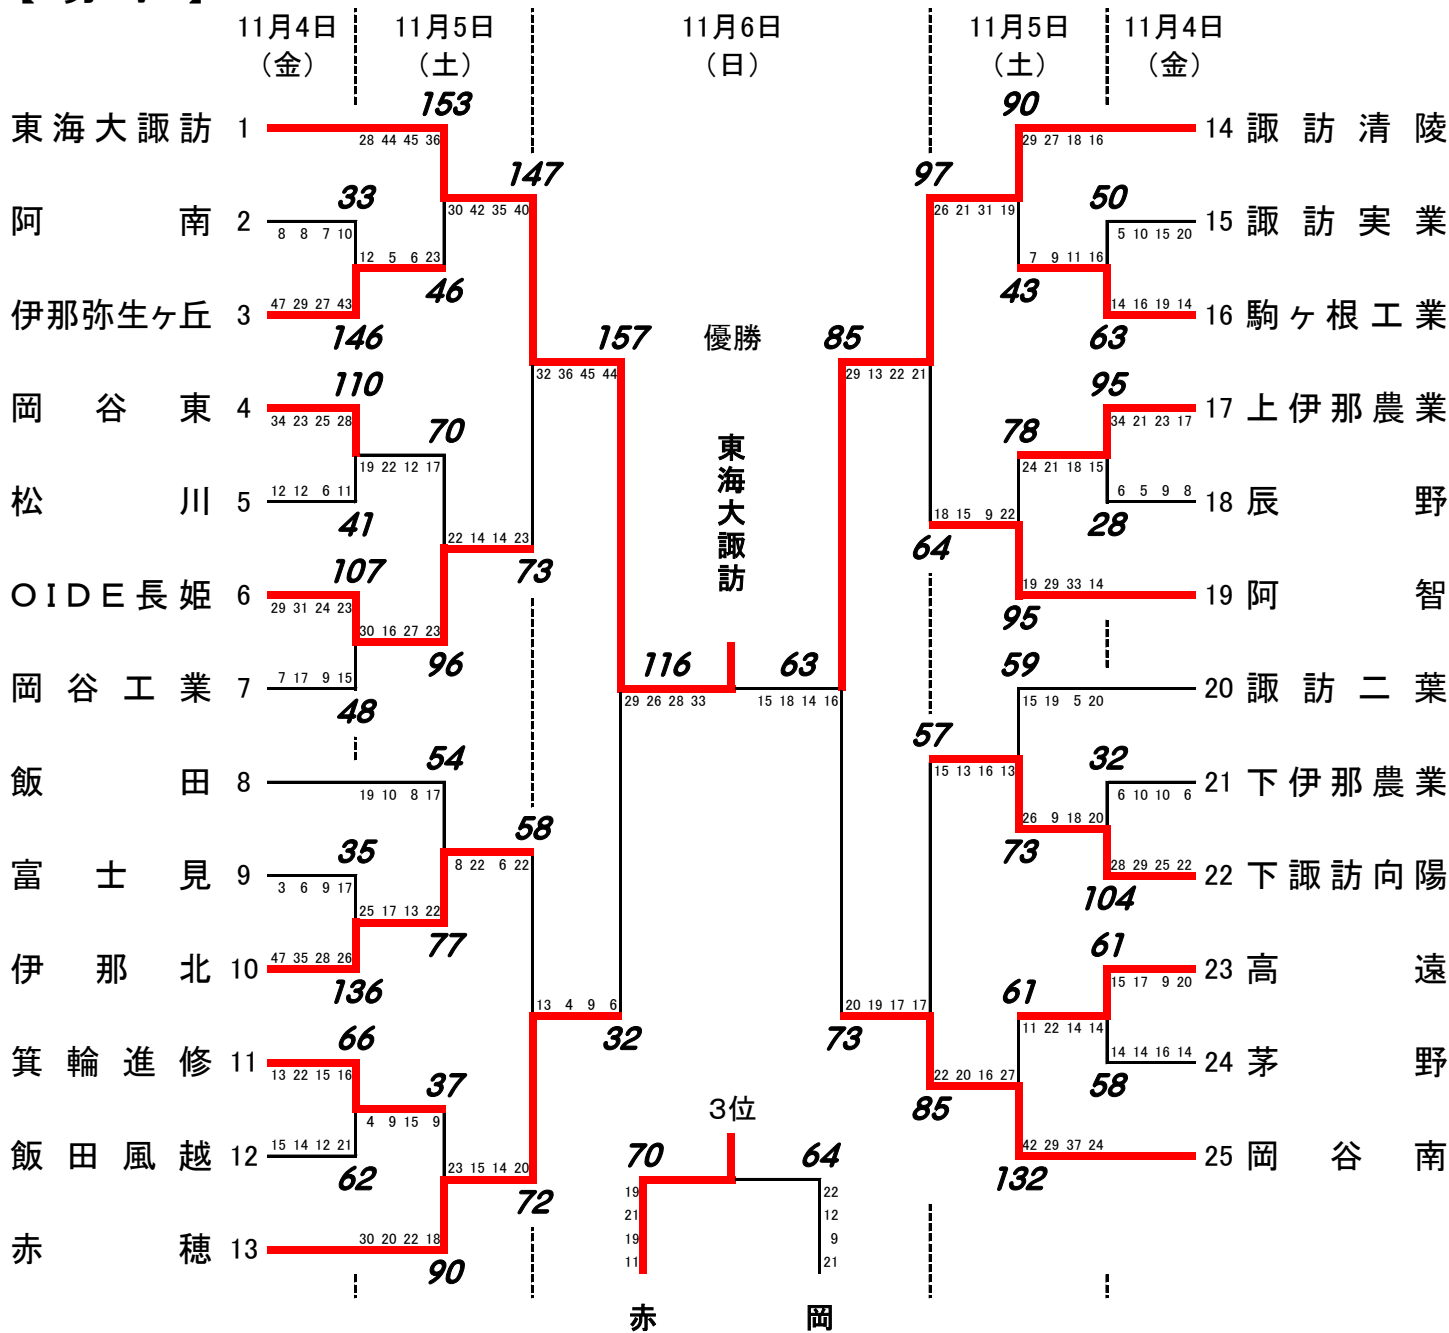 11月4日 11月5日 11月6日 11月5日 11月4日
（金） （土） （日） （土） （金）
153 90
東海大諏訪 1 14 諏訪清陵
28 44 45 36 29 27 18 16
147 97
33 50
30 42 35 40 26 21 31 19
阿南 2 15 諏訪実業
8 8 7 10 5 10 15 20
12 5 6 23 7 9 11 16
46 43
47 29 27 43 14 16 19 14
伊那弥生ヶ丘 3 16 駒ヶ根工業
146 157 優勝 85 63
32 36 45 44 29 13 22 21
110 95
岡谷東 4 17 上伊那農業
34 23 25 28 34 21 23 17
70 78
19 22 12 17 24 21 18 15
12 12 6 11 6 5 9 8
松川 5 18 辰野
東海大諏訪
41 28
22 14 14 23 18 15 9 22
73 64
107
29 31 24 23 19 29 33 14
OIDE長姫 6 19 阿智
95
30 16 27 23
96 116 63 59
7 17 9 15
岡谷工業 7 20 諏訪二葉
29 26 28 33 15 18 14 16 15 19 5 20
48
57
54 32
15 13 16 13
飯田 8 21 下伊那農業
19 10 8 17 6 10 10 6
58
26 9 18 20
35 73
8 22 6 22
28 29 25 22
富士見 9 22 下諏訪向陽
3 6 9 17
104
25 17 13 22
77 61
47 35 28 26
伊那北 10 23 高遠
15 17 9 20
136 61
13 4 9 6 20 19 17 17
11 22 14 14
66 32 73
14 14 16 14
箕輪進修 11 24 茅野
13 22 15 16
22 20 16 27
37 85 58
4 9 15 9
3位
15 14 12 21 42 29 37 24
飯田風越 12 25 岡谷南
70 64
23 15 14 20
62 132
72
19 22
21 12
30 20 22 18
赤穂 13
19 9
90
11 21
赤 岡